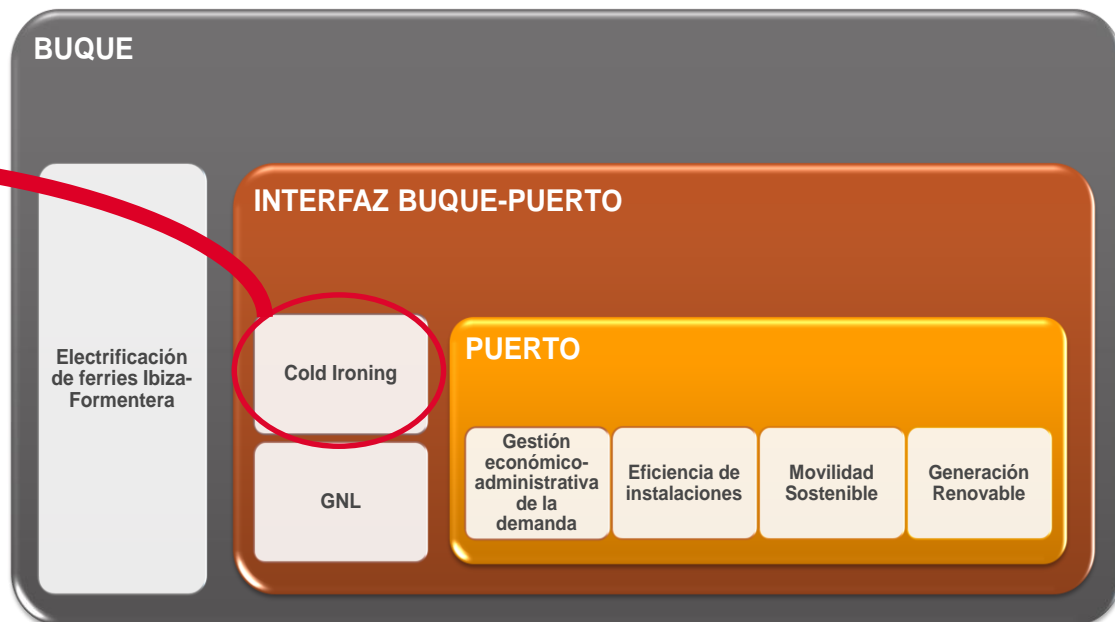 BUQUE
Electrificación
de ferries Ibiza-
Formentera
INTERFAZ BUQUE-PUERTO
Cold Ironing
GNL
PUERTO
Gestión
económico-
administrativa
de la
demanda
Eficiencia de
instalaciones
Movilidad
Sostenible
Generación
Renovable